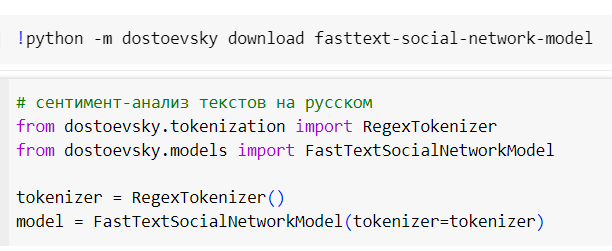 !python -m dostoevsky download fasttext-social-network-model
# сентимент-анализ текстов на русском
from dostoevsky.tokenization import RegexTokenizer
from dostoevsky.models import FastTextSocialNetworkModel
tokenizer = RegexTokenizer()
model = FastTextSocialNetworkModel(tokenizer=tokenizer)